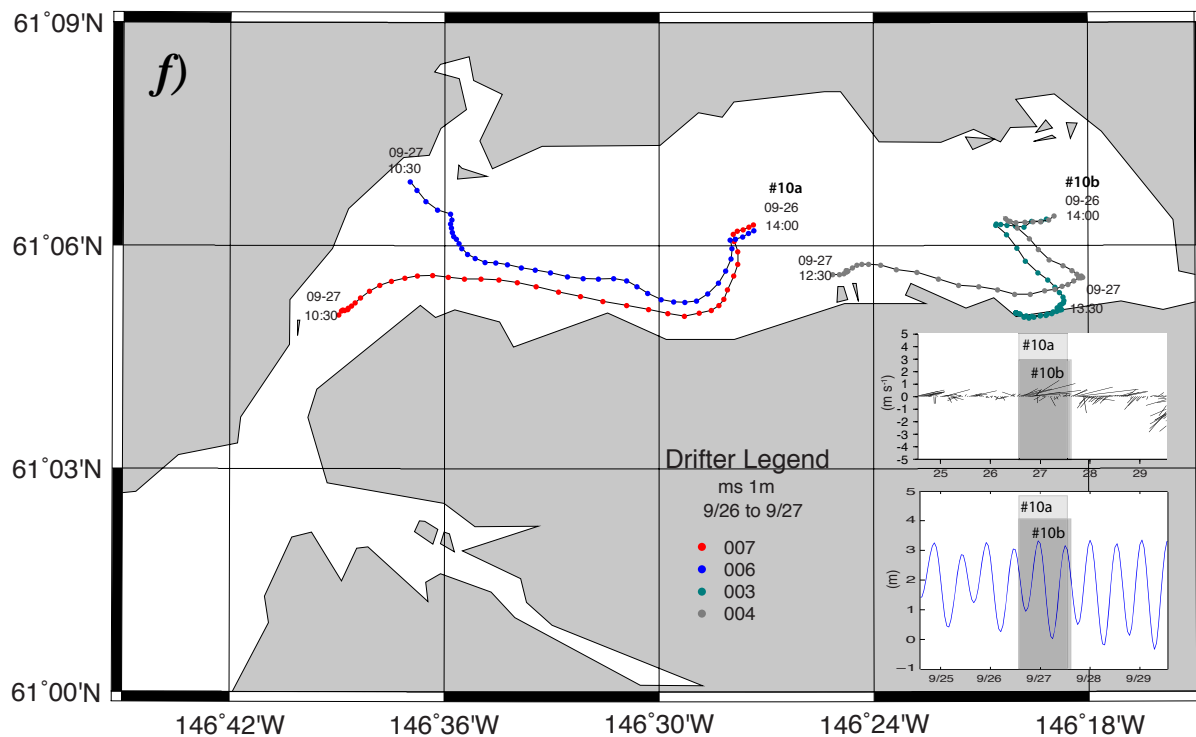 61°09'N
f)
09-27
10:30
#10a
09-26
14:00
#10b
09-26
14:00
61°06'N
09-27
12:30
09-27
10:30
09-27
13:30
5
4
3
2
1
0
-1
-2
-3
-4
-5
(m s⁻¹)
#10a
#10b
25 26 27 28 29
61°03'N
Drifter Legend
ms 1m
9/26 to 9/27
007
006
003
004
5
4
3
2
1
0
−1
(m)
#10a
#10b
9/25 9/26 9/27 9/28 9/29
61°00'N
146°42'W 146°36'W 146°30'W 146°24'W 146°18'W